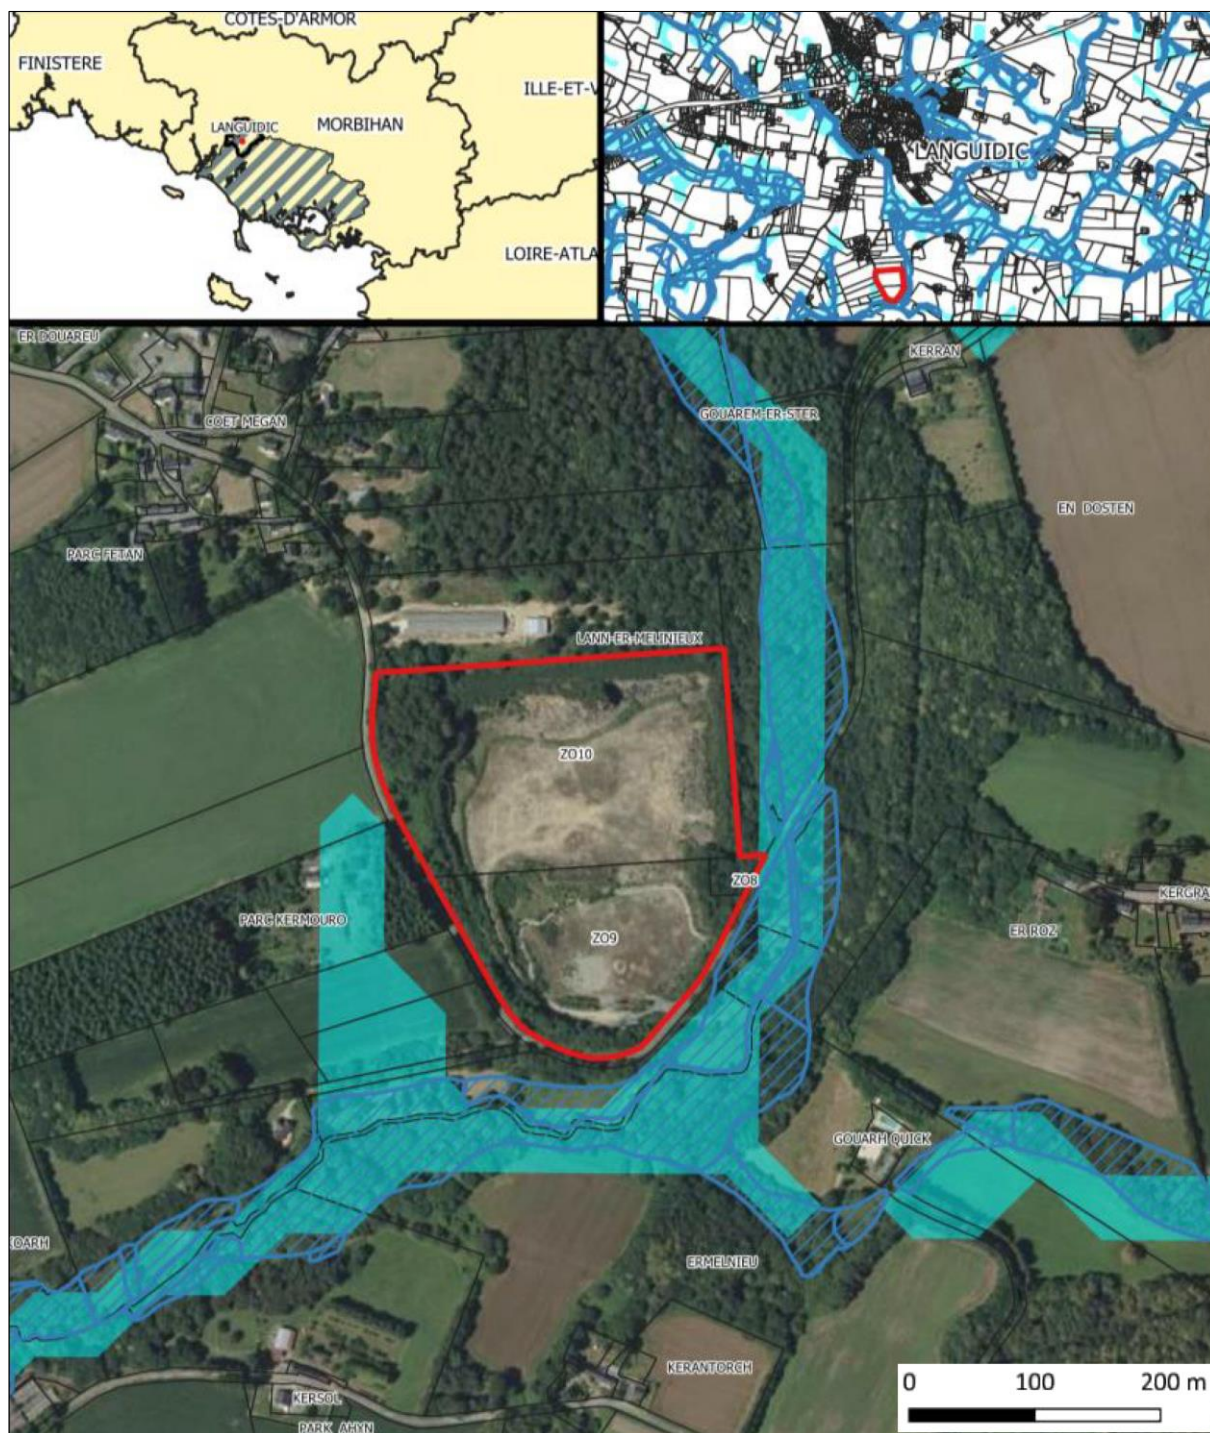 COTES-D'ARMOR
FINISTERE
ILLE-ET-V
LANGUIDIC
MORBIHAN
LOIRE-ATLA
LANGUIDIC
ER DOUAREU
KERRAN
COET MEGAN
GOUAREM-ER-STER
EN DOSTEN
PARC FETAN
LANN-ER-MELINIEUX
ZO10
ZO8
KERGRA
PARC KERMOURO
ER ROZ
ZO9
GOUARH QUICK
KOARH
ERMELNIEU
KERANTORCH
KERSOL
PARK AHYN
0 100 200 m